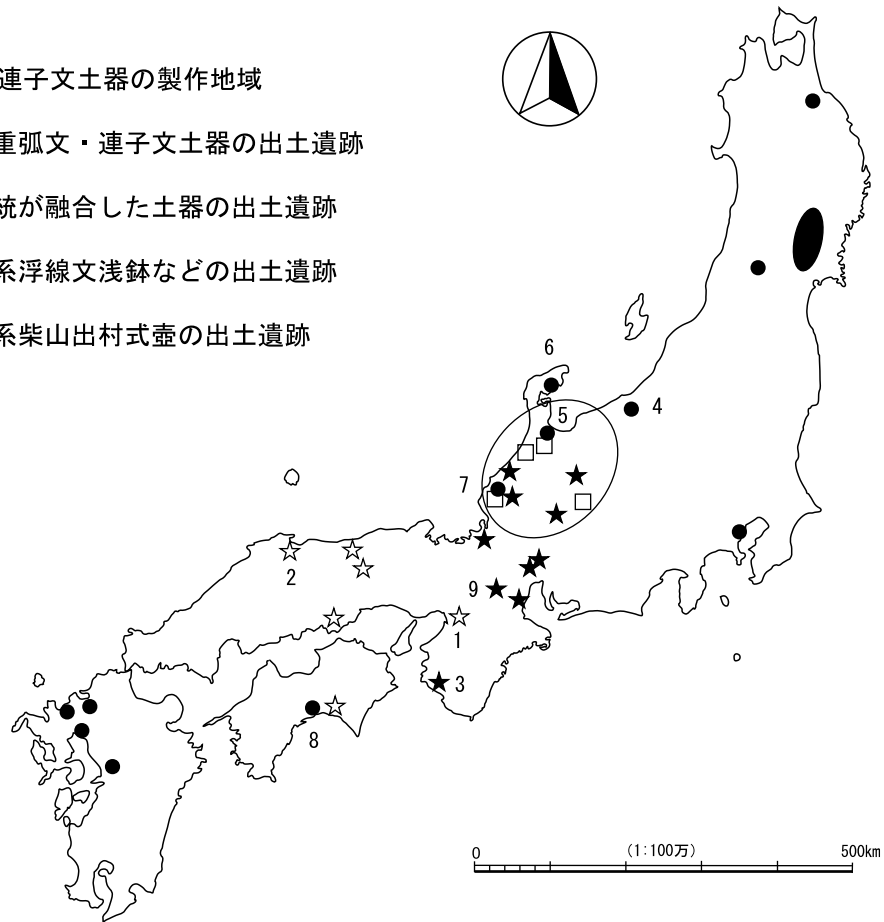 連子文土器の製作地域
重弧文・連子文土器の出土遺跡
統が融合した土器の出土遺跡
系浮線文浅鉢などの出土遺跡
系柴山出村式壺の出土遺跡
6
5
4
7
2
9
1
3
8
0 (1:100万) 500km